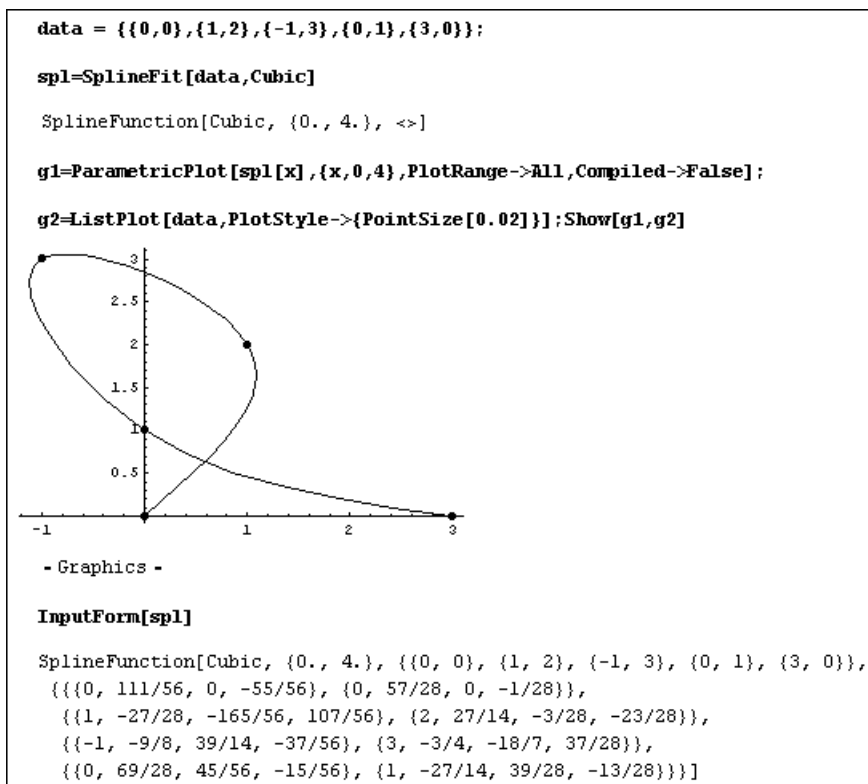 data = {{0,0},{1,2},{-1,3},{0,1},{3,0}};
spl=SplineFit[data,Cubic]
SplineFunction[Cubic, {0., 4.}, <>]
g1=ParametricPlot[spl[x],{x,0,4},PlotRange->All,Compiled->False];
g2=ListPlot[data,PlotStyle->{PointSize[0.02]}];Show[g1,g2]
3
2.5
2
1.5
1
0.5
-1 1 2 3
- Graphics -
InputForm[spl]
SplineFunction[Cubic, {0., 4.}, {{0, 0}, {1, 2}, {-1, 3}, {0, 1}, {3, 0}},
{{{0, 111/56, 0, -55/56}, {0, 57/28, 0, -1/28}},
{{1, -27/28, -165/56, 107/56}, {2, 27/14, -3/28, -23/28}},
{{-1, -9/8, 39/14, -37/56}, {3, -3/4, -18/7, 37/28}},
{{0, 69/28, 45/56, -15/56}, {1, -27/14, 39/28, -13/28}}}]